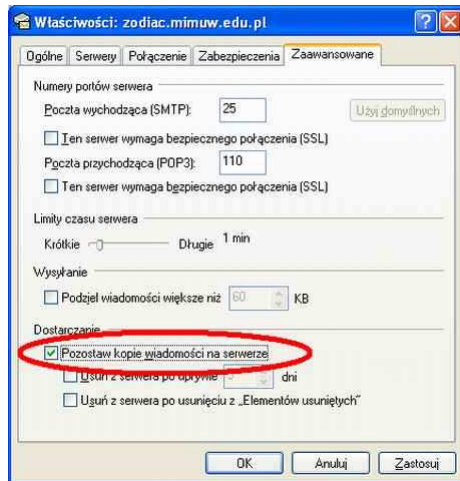 Właściwości: zodiac.mimuw.edu.pl
Ogólne Serwery Połączenie Zabezpieczenia Zaawansowane
Numery portów serwera
Poczta wychodząca (SMTP): 25 Użyj domyślnych
Ten serwer wymaga bezpiecznego połączenia (SSL)
Poczta przychodząca (POP3): 110
Ten serwer wymaga bezpiecznego połączenia (SSL)
Limity czasu serwera
Krótkie Długie 1 min
Wysyłanie
Podziel wiadomości większe niż 60 KB
Dostarczanie
Pozostaw kopie wiadomości na serwerze
Usuń z serwera po upływie 5 dni
Usuń z serwera po usunięciu z „Elementów usuniętych"
OK Anuluj Zastosuj